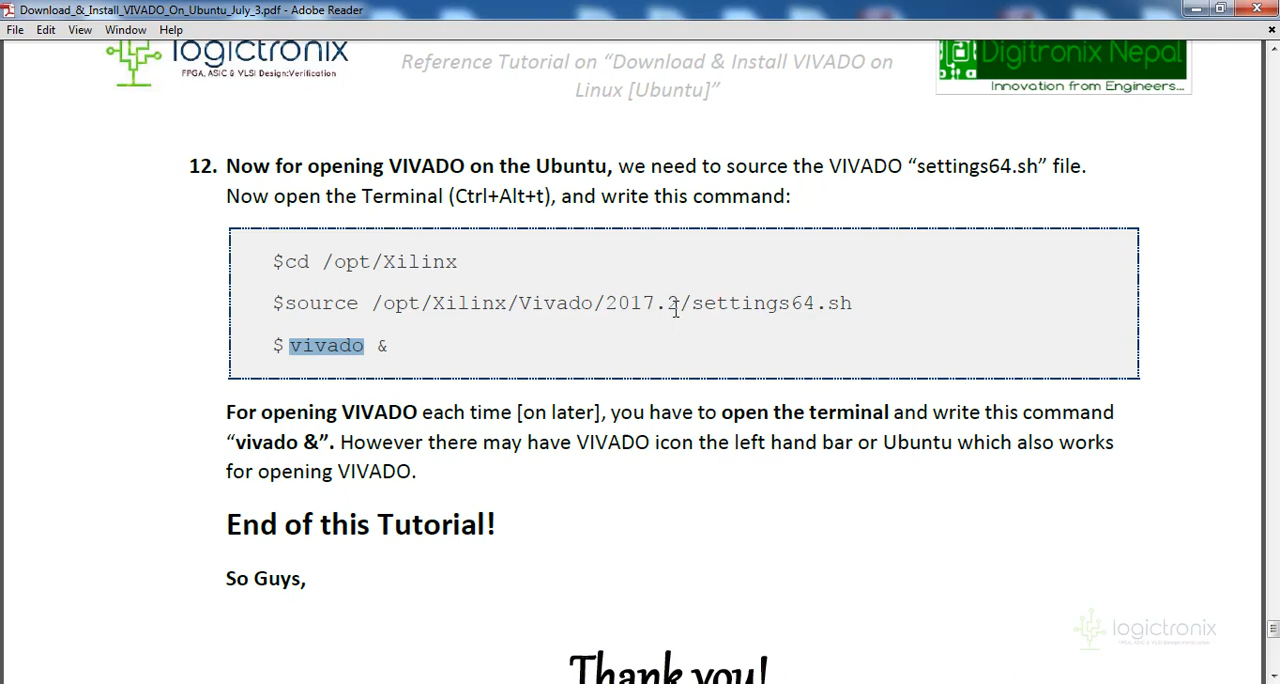 Download_&_Install_VIVADO_On_Ubuntu_July_3.pdf - Adobe Reader
File Edit View Window Help
logictronix
FPGA, ASIC & VLSI Design:Verification
Reference Tutorial on “Download & Install VIVADO on
Linux [Ubuntu]”
Digitronix Nepal
Innovation from Engineers...
12. Now for opening VIVADO on the Ubuntu, we need to source the VIVADO “settings64.sh” file.
Now open the Terminal (Ctrl+Alt+t), and write this command:
$cd /opt/Xilinx
$source /opt/Xilinx/Vivado/2017.2/settings64.sh
$ vivado &
For opening VIVADO each time [on later], you have to open the terminal and write this command
“vivado &”. However there may have VIVADO icon the left hand bar or Ubuntu which also works
for opening VIVADO.
End of this Tutorial!
So Guys,
logictronix
Thank you!